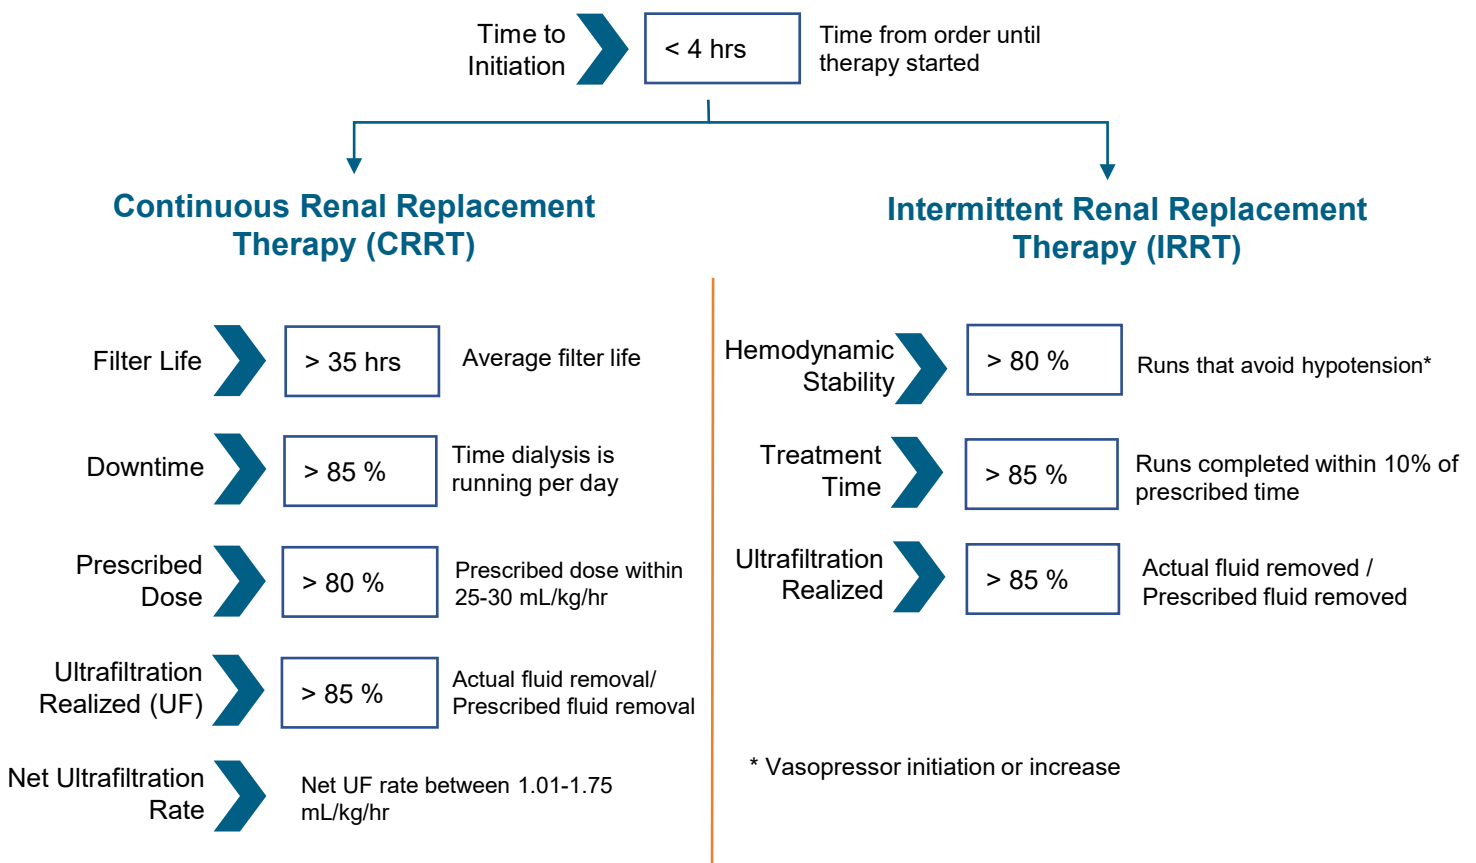 Time to
Initiation
< 4 hrs
Time from order until
therapy started
Continuous Renal Replacement
Therapy (CRRT)
Filter Life
> 35 hrs
Average filter life
Downtime
> 85 %
Time dialysis is
running per day
Prescribed
Dose
> 80 %
Prescribed dose within
25-30 mL/kg/hr
Ultrafiltration
Realized (UF)
> 85 %
Actual fluid removal/
Prescribed fluid removal
Net Ultrafiltration
Rate
Net UF rate between 1.01-1.75
mL/kg/hr
Intermittent Renal Replacement
Therapy (IRRT)
Hemodynamic
Stability
> 80 %
Runs that avoid hypotension*
Treatment
Time
> 85 %
Runs completed within 10% of
prescribed time
Ultrafiltration
Realized
> 85 %
Actual fluid removed /
Prescribed fluid removed
* Vasopressor initiation or increase